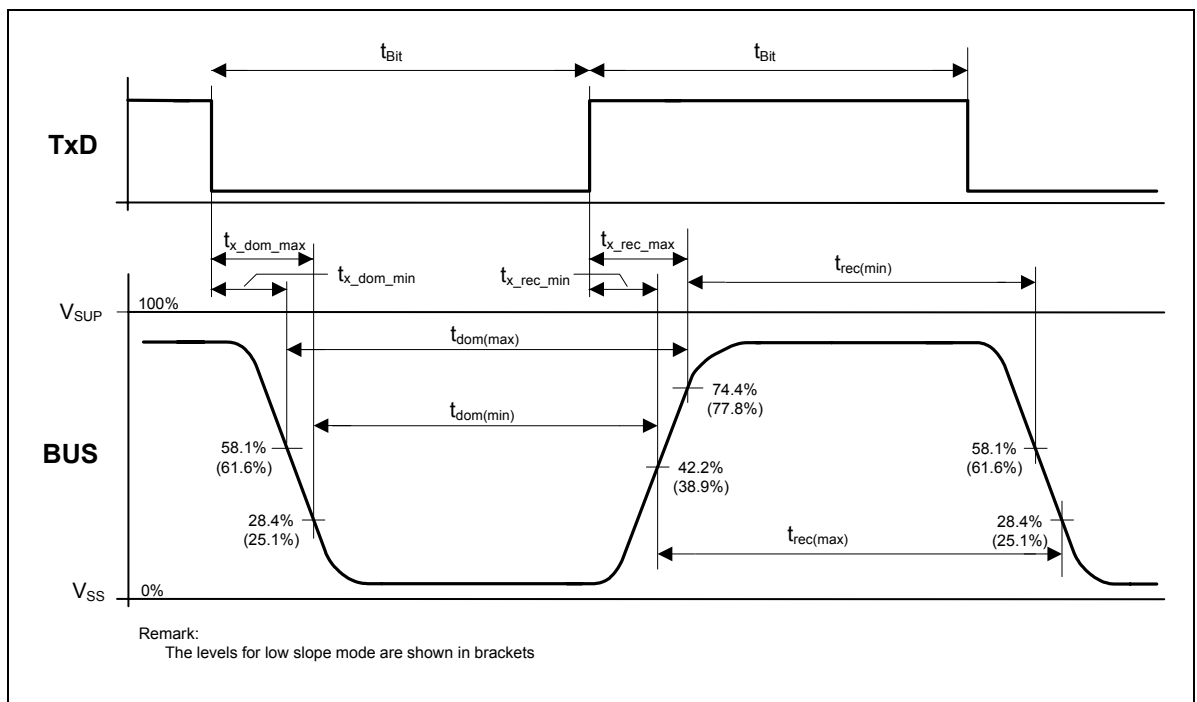 tBit
tBit
TxD
tx_dom_max
tx_rec_max
tx_dom_min
tx_rec_min
trec(min)
VSUP
100%
tdom(max)
74.4%
(77.8%)
tdom(min)
BUS
58.1%
(61.6%)
42.2%
(38.9%)
58.1%
(61.6%)
28.4%
(25.1%)
28.4%
(25.1%)
trec(max)
VSS
0%
Remark:
The levels for low slope mode are shown in brackets